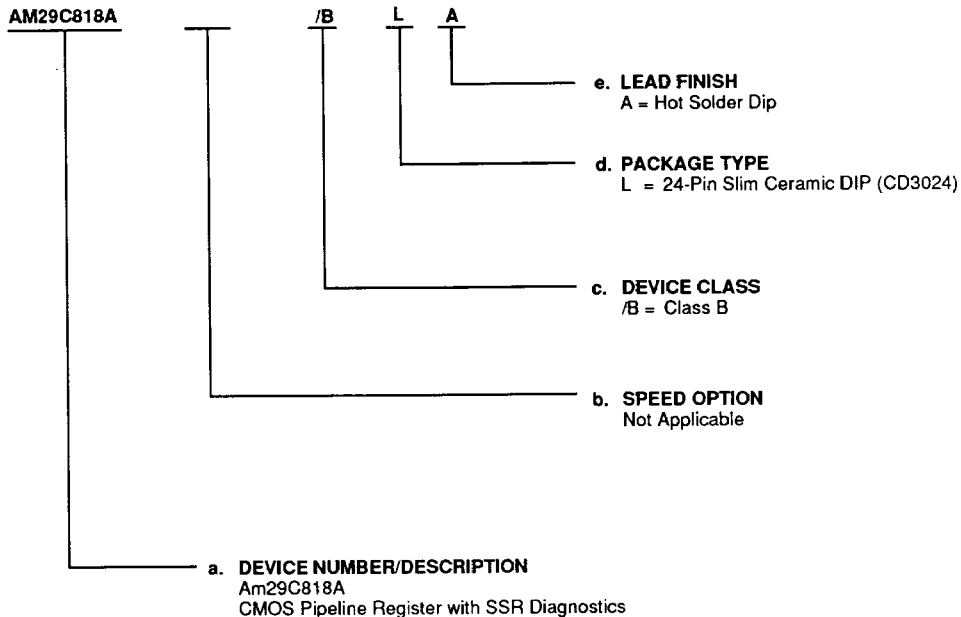 AM29C818A /B L A
e. LEAD FINISH
A = Hot Solder Dip
d. PACKAGE TYPE
L = 24-Pin Slim Ceramic DIP (CD3024)
c. DEVICE CLASS
/B = Class B
b. SPEED OPTION
Not Applicable
a. DEVICE NUMBER/DESCRIPTION
Am29C818A
CMOS Pipeline Register with SSR Diagnostics